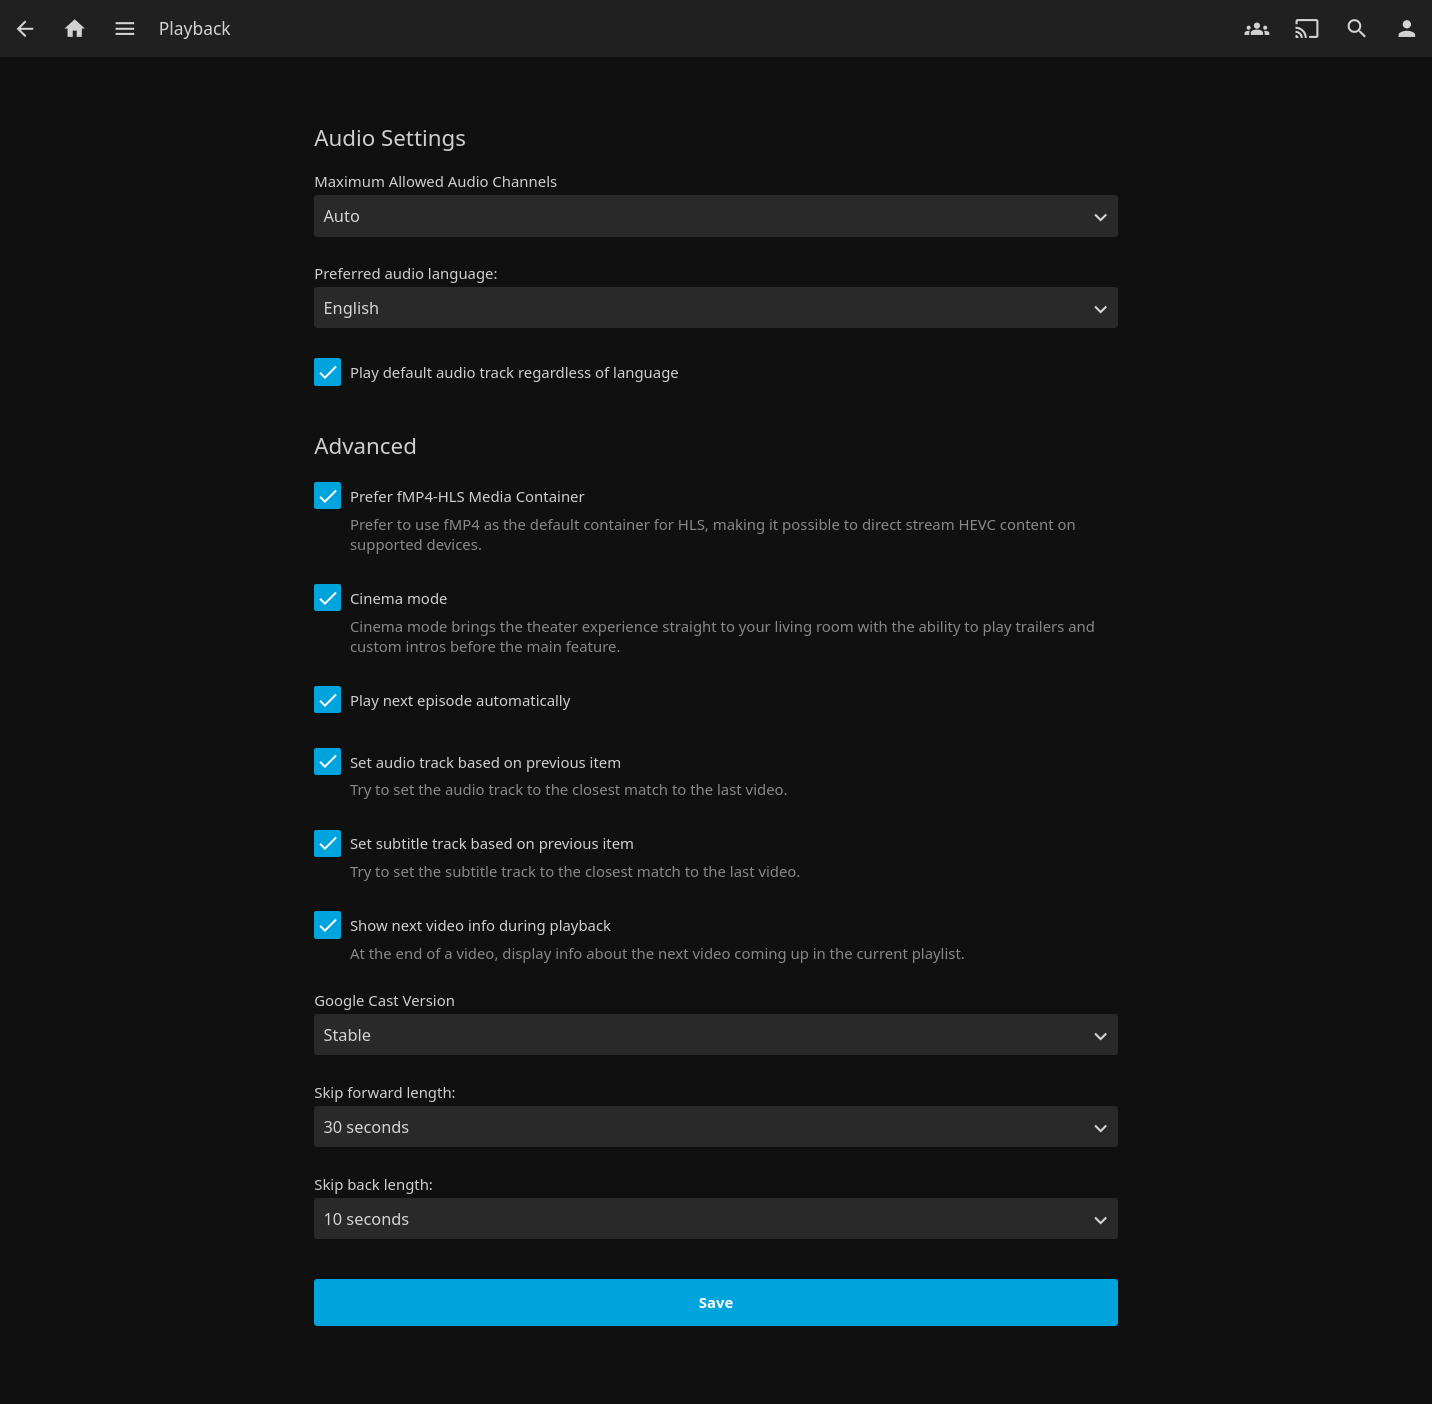 Playback
Audio Settings
Maximum Allowed Audio Channels
Auto
Preferred audio language:
English
Play default audio track regardless of language
Advanced
Prefer fMP4-HLS Media Container
Prefer to use fMP4 as the default container for HLS, making it possible to direct stream HEVC content on
supported devices.
Cinema mode
Cinema mode brings the theater experience straight to your living room with the ability to play trailers and
custom intros before the main feature.
Play next episode automatically
Set audio track based on previous item
Try to set the audio track to the closest match to the last video.
Set subtitle track based on previous item
Try to set the subtitle track to the closest match to the last video.
Show next video info during playback
At the end of a video, display info about the next video coming up in the current playlist.
Google Cast Version
Stable
Skip forward length:
30 seconds
Skip back length:
10 seconds
Save